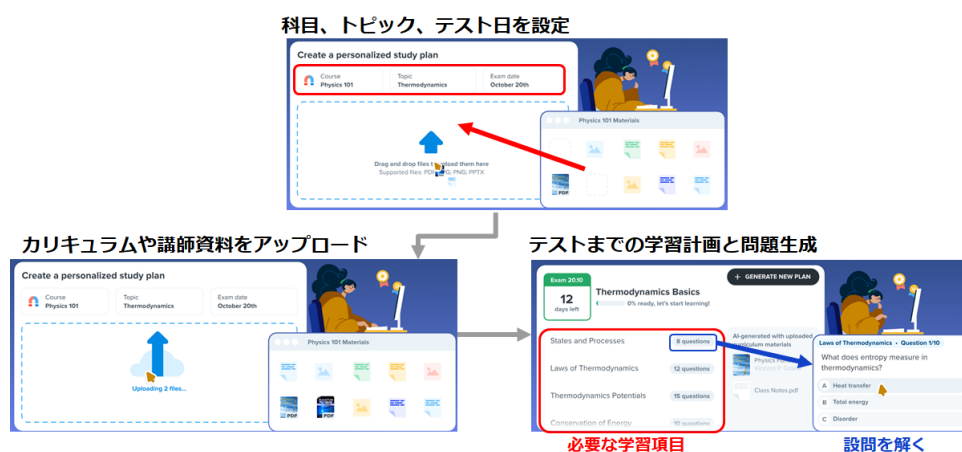 科目、トピック、テスト日を設定
Create a personalized study plan
Course
Physics 101
Topic
Thermodynamics
Exam date
October 20th
Physics 101 Materials
Drag and drop files to upload them here
Supported files: PDF, JPG, PNG, PPTX
PDF
カリキュラムや講師資料をアップロード
Create a personalized study plan
Course
Physics 101
Topic
Thermodynamics
Exam date
October 20th
Physics 101 Materials
Uploading 2 files...
PDF
PDF
テストまでの学習計画と問題生成
Exam 20.10
12
days left
Thermodynamics Basics
0% ready, let's start learning!
+ GENERATE NEW PLAN
States and Processes
8 questions
Laws of Thermodynamics
12 questions
Thermodynamics Potentials
15 questions
Conservation of Energy
10 questions
AI-generated with uploaded
curriculum materials
Class Notes.pdf
Laws of Thermodynamics • Question 1/10
What does entropy measure in
thermodynamics?
A Heat transfer
B Total energy
C Disorder
必要な学習項目
設問を解く